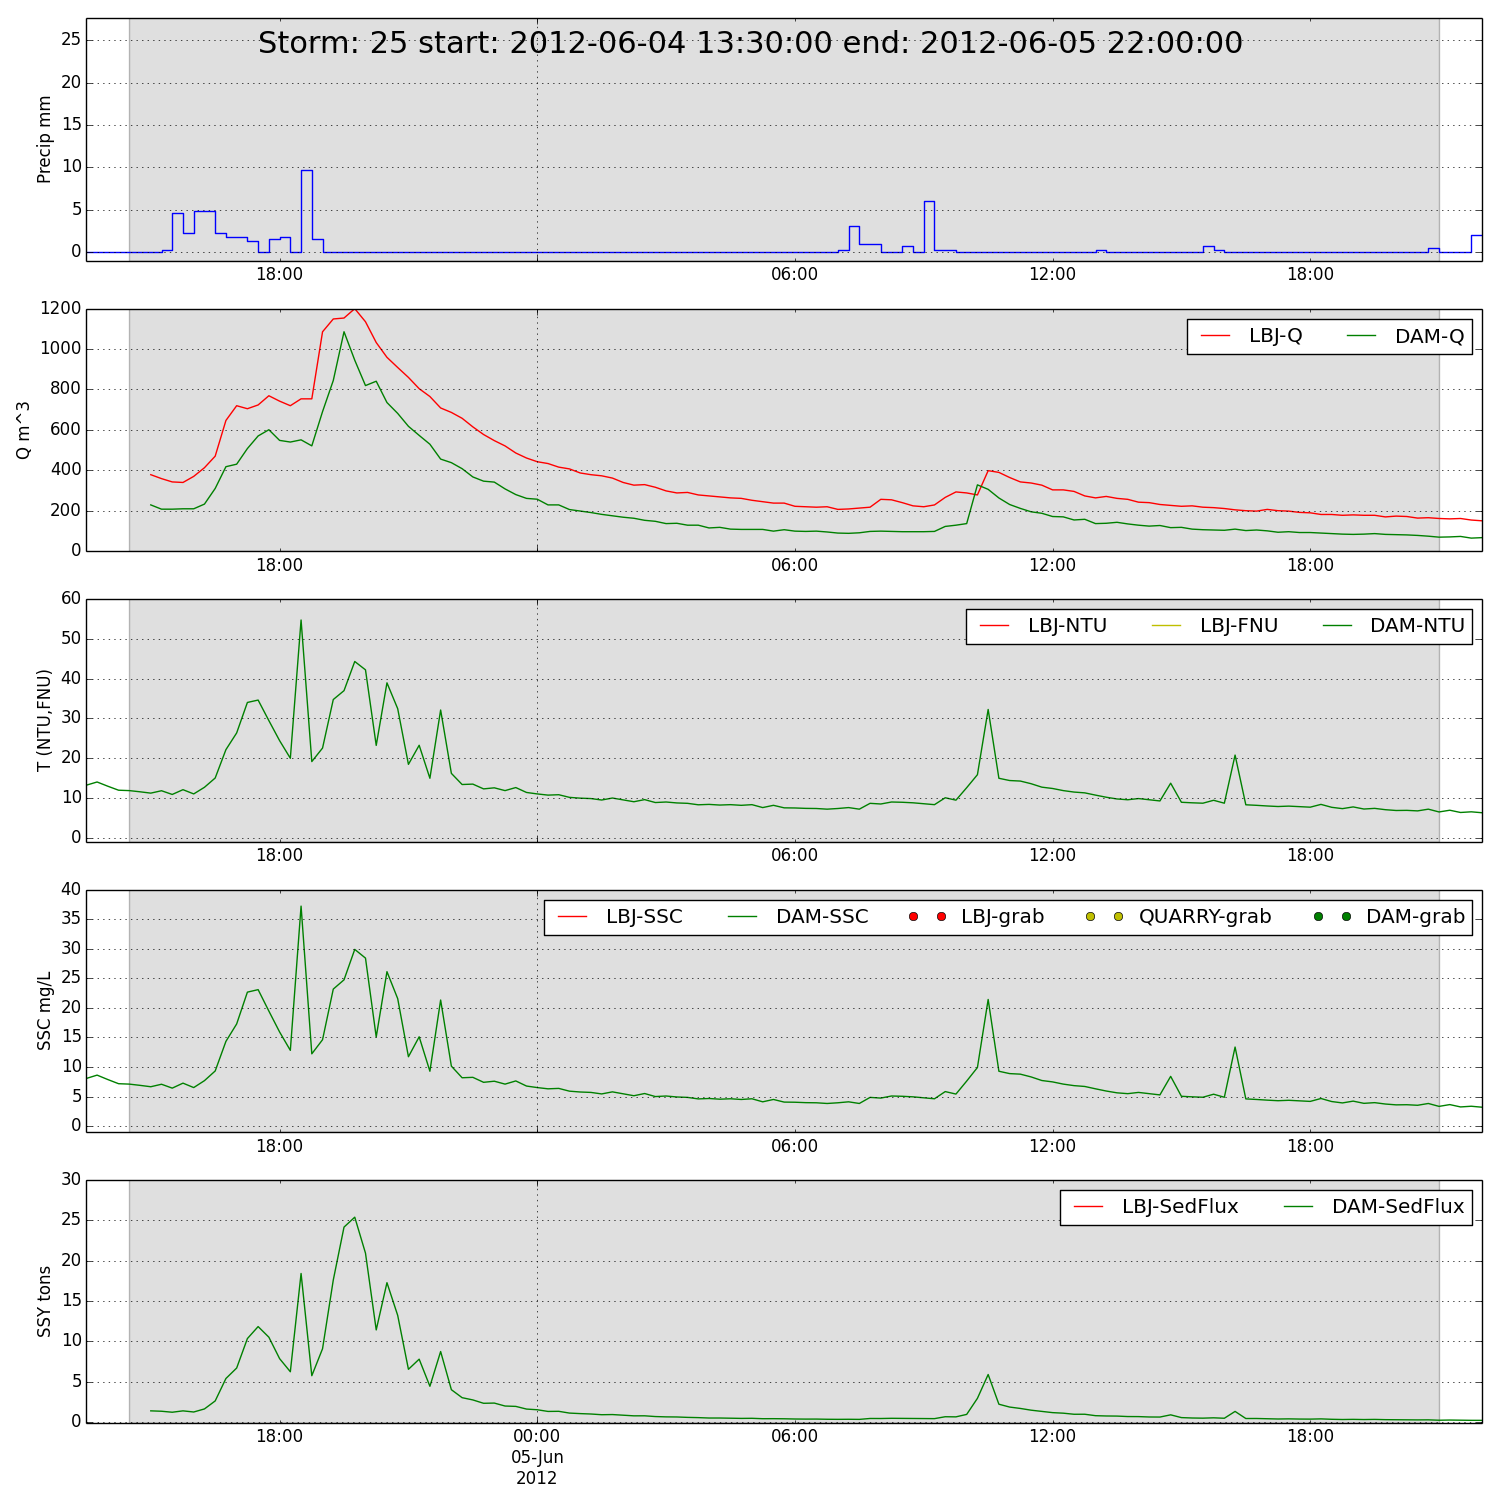 Storm: 25 start: 2012-06-04 13:30:00 end: 2012-06-05 22:00:00
Precip mm
25
20
15
10
5
0
18:00 06:00 12:00 18:00
Q m^3
1200
1000
800
600
400
200
0
LBJ-Q DAM-Q
18:00 06:00 12:00 18:00
T (NTU,FNU)
60
50
40
30
20
10
0
LBJ-NTU LBJ-FNU DAM-NTU
18:00 06:00 12:00 18:00
SSC mg/L
40
35
30
25
20
15
10
5
0
LBJ-SSC DAM-SSC LBJ-grab QUARRY-grab DAM-grab
18:00 06:00 12:00 18:00
SSY tons
30
25
20
15
10
5
0
LBJ-SedFlux DAM-SedFlux
18:00 00:00 06:00 12:00 18:00
05-Jun
2012